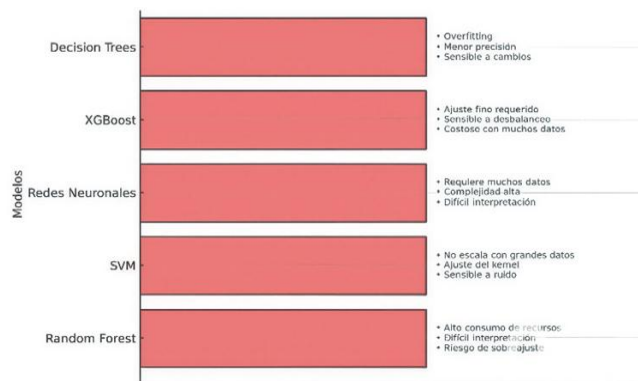 Decision Trees
• Overfitting
• Menor precisión
• Sensible a cambios
XGBoost
• Ajuste fino requerido
• Sensible a desbalanceo
• Costoso con muchos datos
Modelos
Redes Neuronales
• Requiere muchos datos
• Complejidad alta
• Difícil interpretación
SVM
• No escala con grandes datos
• Ajuste del kernel
• Sensible a ruido
Random Forest
• Alto consumo de recursos
• Difícil interpretación
• Riesgo de sobreajuste